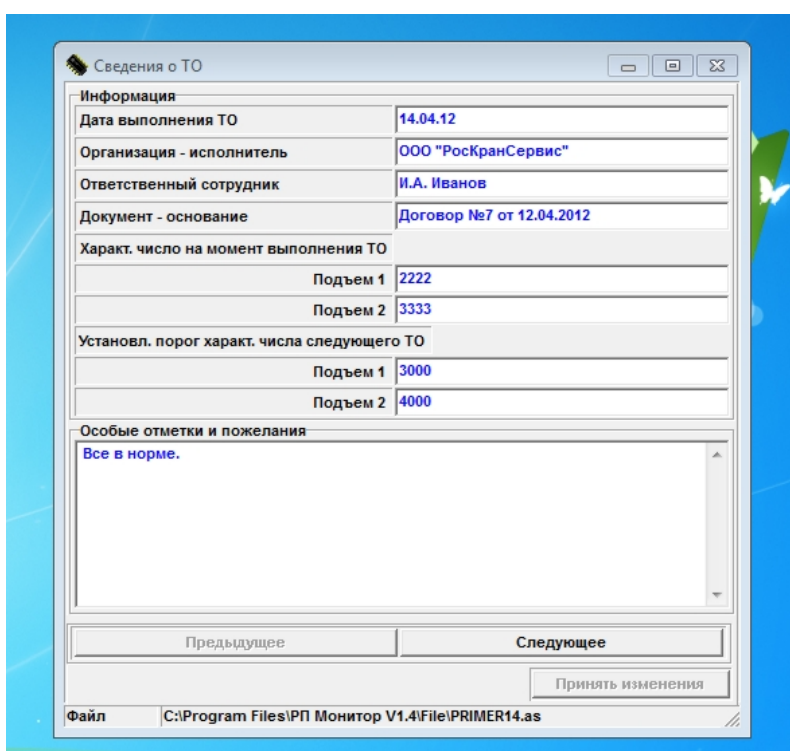 Сведения о ТО
Информация
Дата выполнения ТО 14.04.12
Организация - исполнитель ООО "РосКранСервис"
Ответственный сотрудник И.А. Иванов
Документ - основание Договор №7 от 12.04.2012
Характ. число на момент выполнения ТО
Подъем 1 2222
Подъем 2 3333
Установл. порог характ. числа следующего ТО
Подъем 1 3000
Подъем 2 4000
Особые отметки и пожелания
Все в норме.
Предыдущее Следующее
Принять изменения
Файл C:\Program Files\РП Монитор V1.4\File\PRIMER14.as